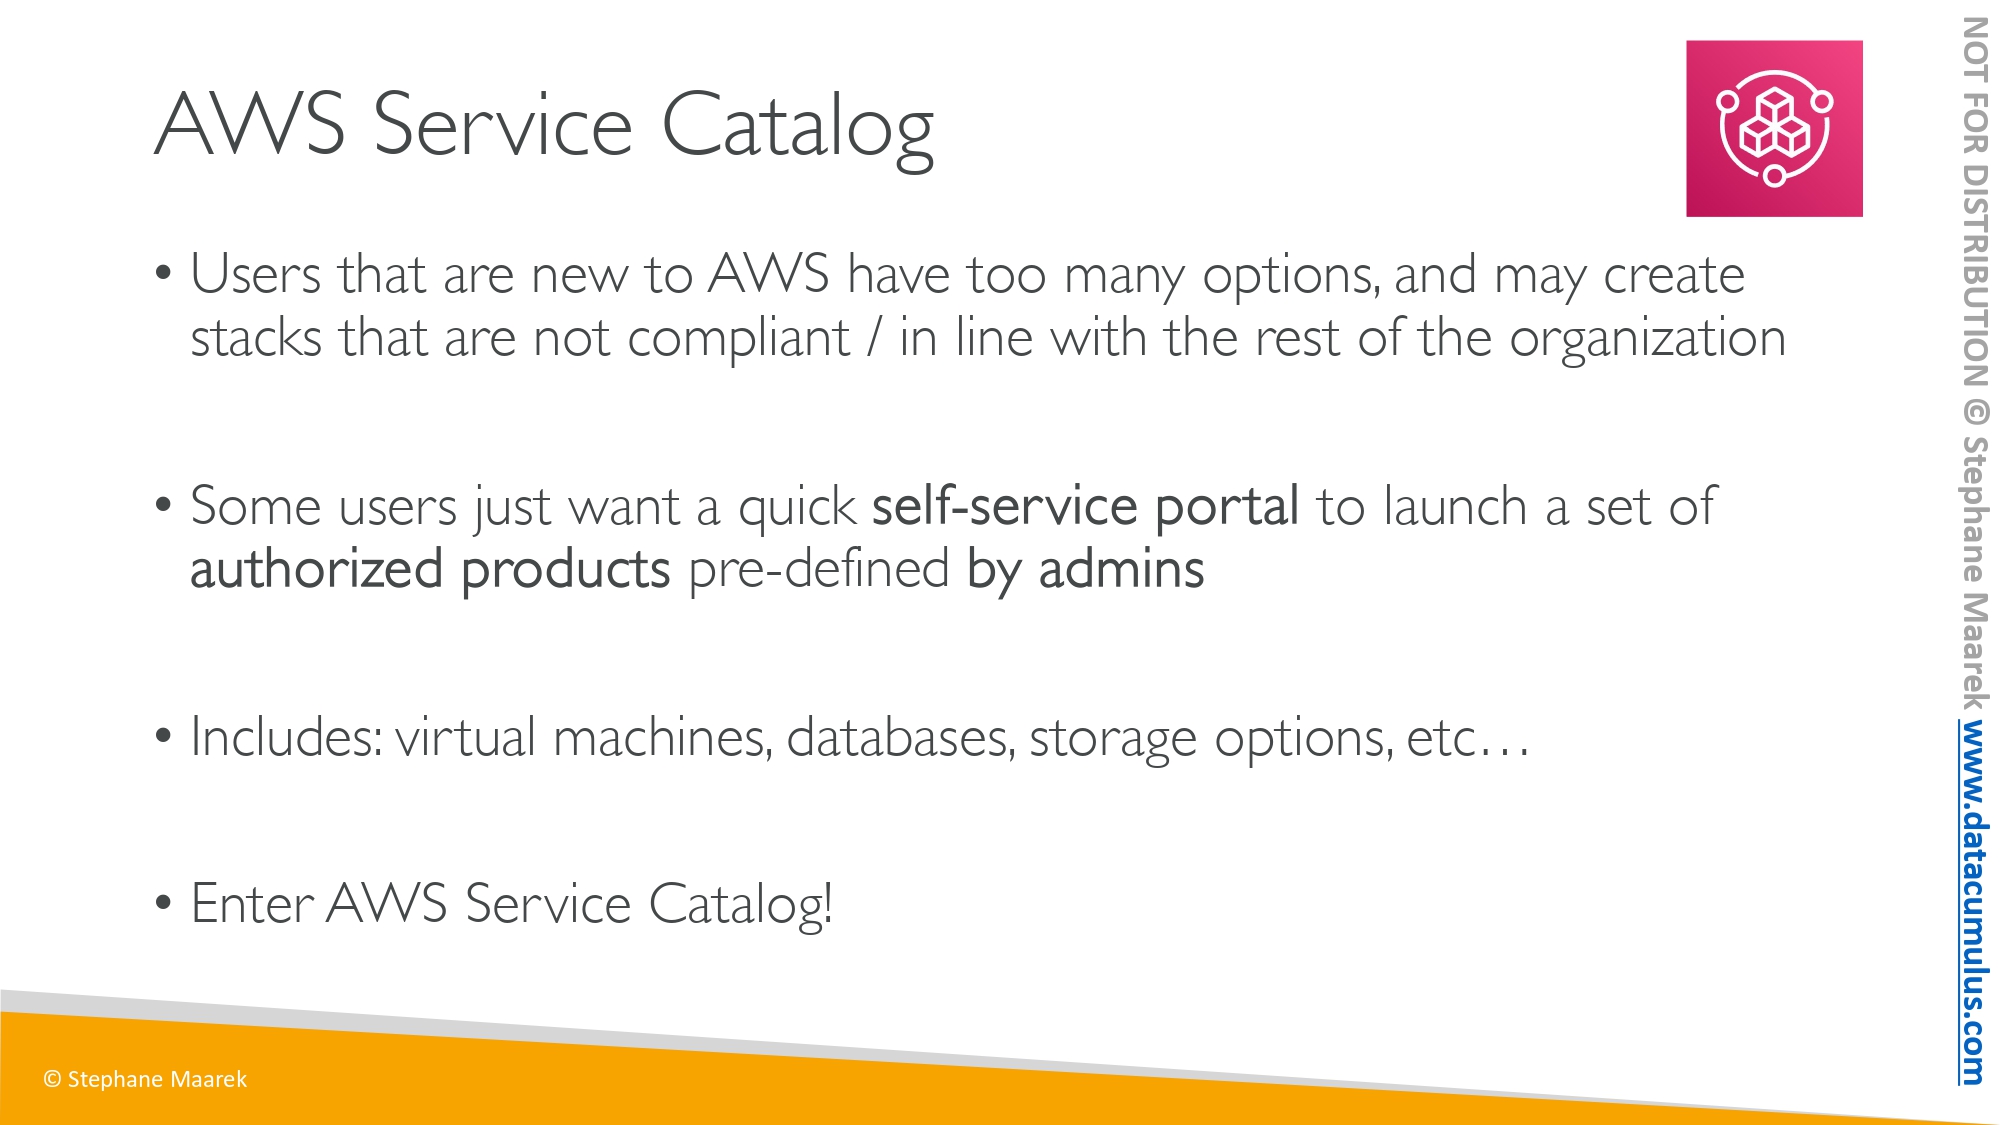 AWS Service Catalog
• Users that are new to AWS have too many options, and may create
stacks that are not compliant / in line with the rest of the organization
• Some users just want a quick self-service portal to launch a set of
authorized products pre-defined by admins
• Includes: virtual machines, databases, storage options, etc…
• Enter AWS Service Catalog!
© Stephane Maarek
NOT FOR DISTRIBUTION © Stephane Maarek www.datacumulus.com